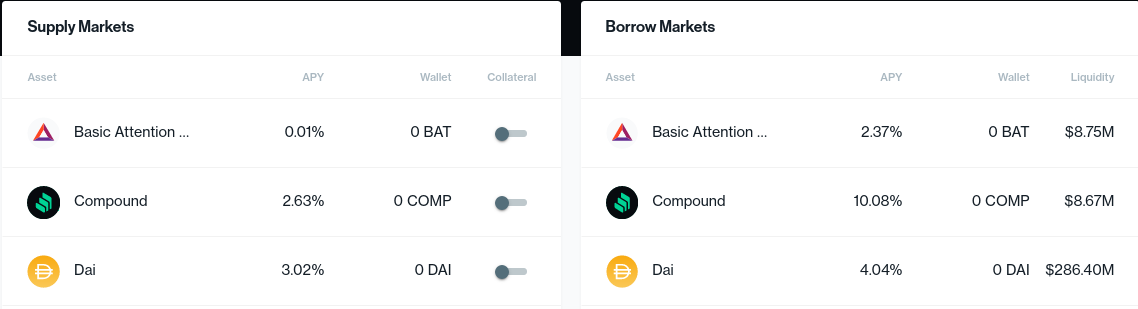 Supply Markets
Asset APY Wallet Collateral
Basic Attention ... 0.01% 0 BAT
Compound 2.63% 0 COMP
Dai 3.02% 0 DAI
Borrow Markets
Asset APY Wallet Liquidity
Basic Attention ... 2.37% 0 BAT $8.75M
Compound 10.08% 0 COMP $8.67M
Dai 4.04% 0 DAI $286.40M